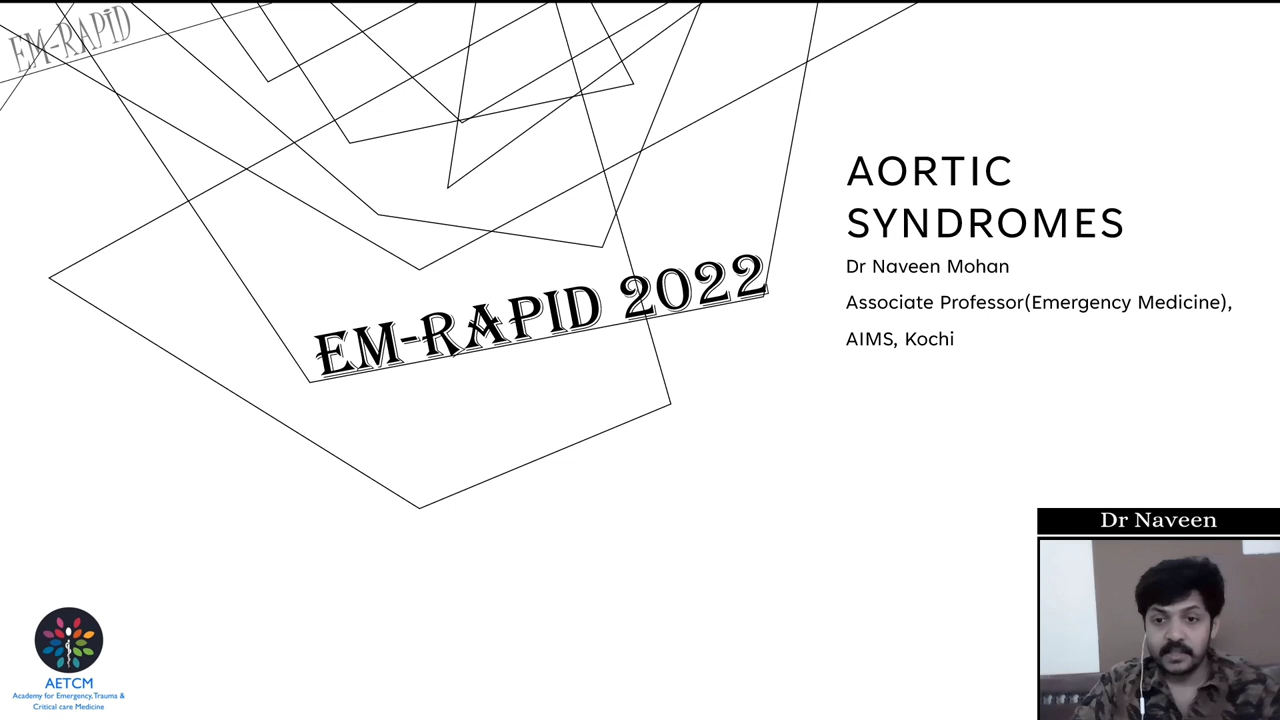 EM-RAPiD
AORTIC
SYNDROMES
Dr Naveen Mohan
Associate Professor(Emergency Medicine),
AIMS, Kochi
EM-RAPID 2022
Dr Naveen
AETCM
Academy for Emergency,Trauma &
Critical care Medicine